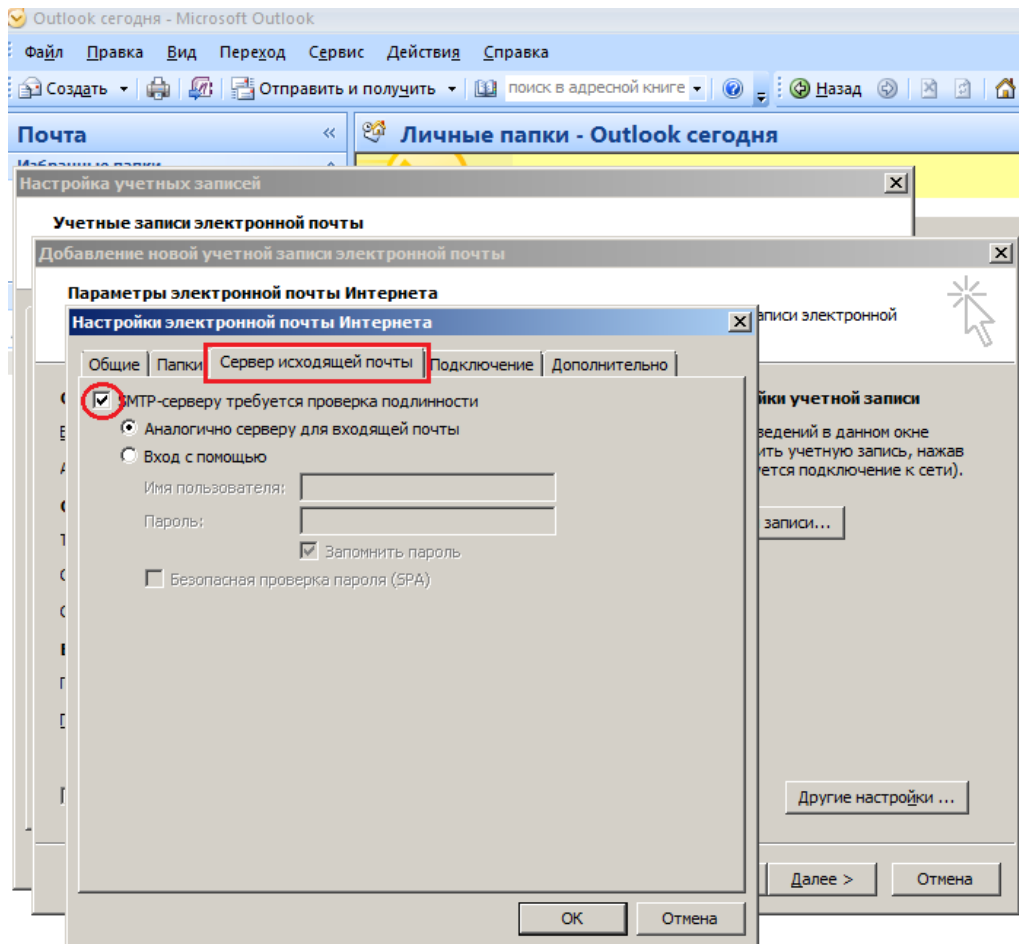 Outlook сегодня - Microsoft Outlook
Файл Правка Вид Переход Сервис Действия Справка
Создать Отправить и получить поиск в адресной книге Назад
Почта « Личные папки - Outlook сегодня
Избранные папки
Настройка учетных записей
Учетные записи электронной почты
Добавление новой учетной записи электронной почты
Параметры электронной почты Интернета
аписи электронной
Настройки электронной почты Интернета
Общие Папки Сервер исходящей почты Подключение Дополнительно
SMTP-серверу требуется проверка подлинности
йки учетной записи
Аналогично серверу для входящей почты
ведений в данном окне
Вход с помощью
ить учетную запись, нажав
ется подключение к сети).
Имя пользователя:
Пароль:
записи...
Запомнить пароль
Безопасная проверка пароля (SPA)
Другие настройки ...
Далее > Отмена
OK Отмена